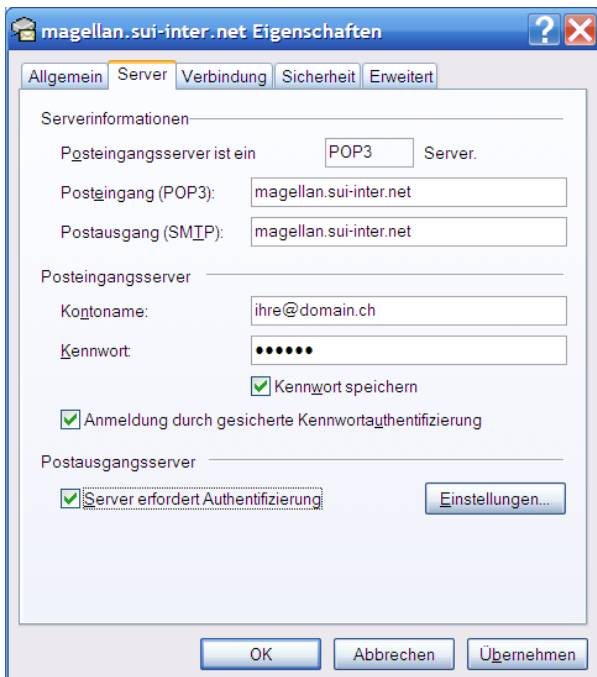 magellan.sui-inter.net Eigenschaften
Allgemein Server Verbindung Sicherheit Erweitert
Serverinformationen
Posteingangsserver ist ein POP3 Server.
Posteingang (POP3): magellan.sui-inter.net
Postausgang (SMTP): magellan.sui-inter.net
Posteingangsserver
Kontoname: ihre@domain.ch
Kennwort: ••••••
Kennwort speichern
Anmeldung durch gesicherte Kennwortauthentifizierung
Postausgangsserver
Server erfordert Authentifizierung Einstellungen...
OK Abbrechen Übernehmen